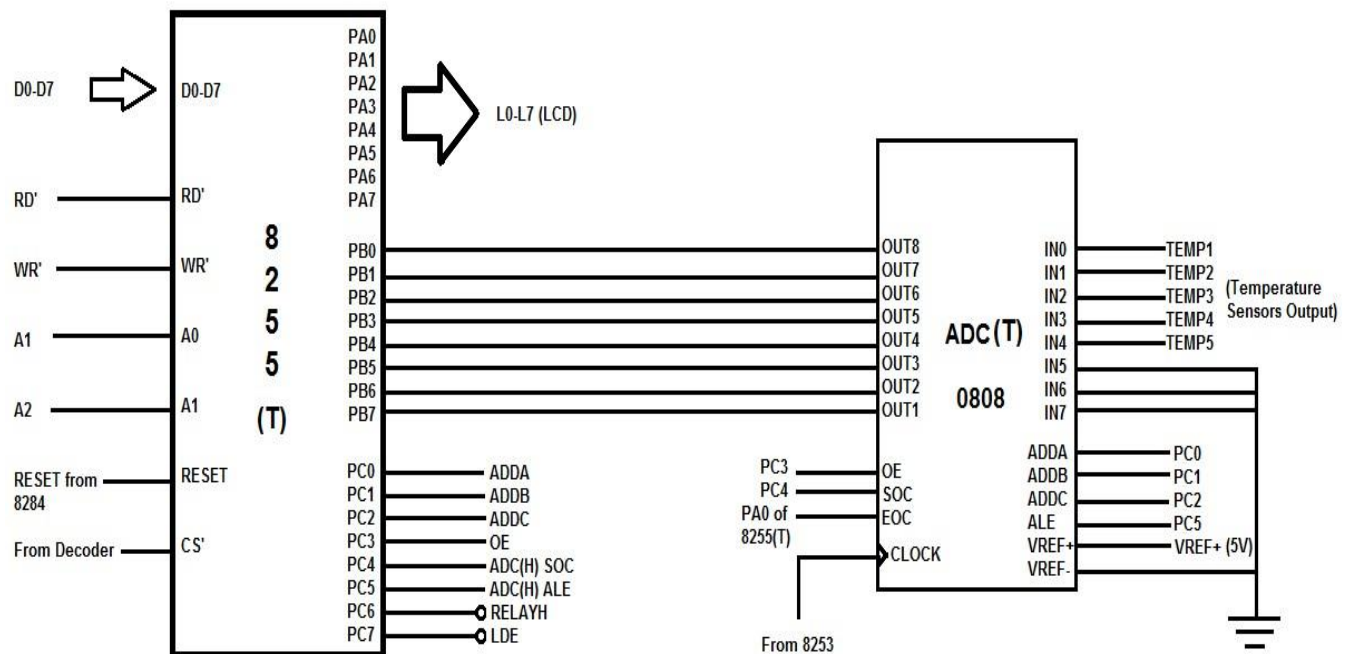 D0-D7
RD'
WR'
A1
A2
RESET from
8284
From Decoder
D0-D7
RD'
WR'
A0
A1
RESET
CS'
8
2
5
5
(T)
PA0
PA1
PA2
PA3
PA4
PA5
PA6
PA7
PB0
PB1
PB2
PB3
PB4
PB5
PB6
PB7
PC0
PC1
PC2
PC3
PC4
PC5
PC6
PC7
L0-L7 (LCD)
ADDA
ADDB
ADDC
OE
ADC(H) SOC
ADC(H) ALE
RELAYH
LDE
PC3
PC4
PA0 of
8255(T)
From 8253
OUT8
OUT7
OUT6
OUT5
OUT4
OUT3
OUT2
OUT1
OE
SOC
EOC
CLOCK
ADC(T)
0808
IN0
IN1
IN2
IN3
IN4
IN5
IN6
IN7
ADDA
ADDB
ADDC
ALE
VREF+
VREF-
TEMP1
TEMP2
TEMP3
TEMP4
TEMP5
(Temperature
Sensors Output)
PC0
PC1
PC2
PC5
VREF+ (5V)